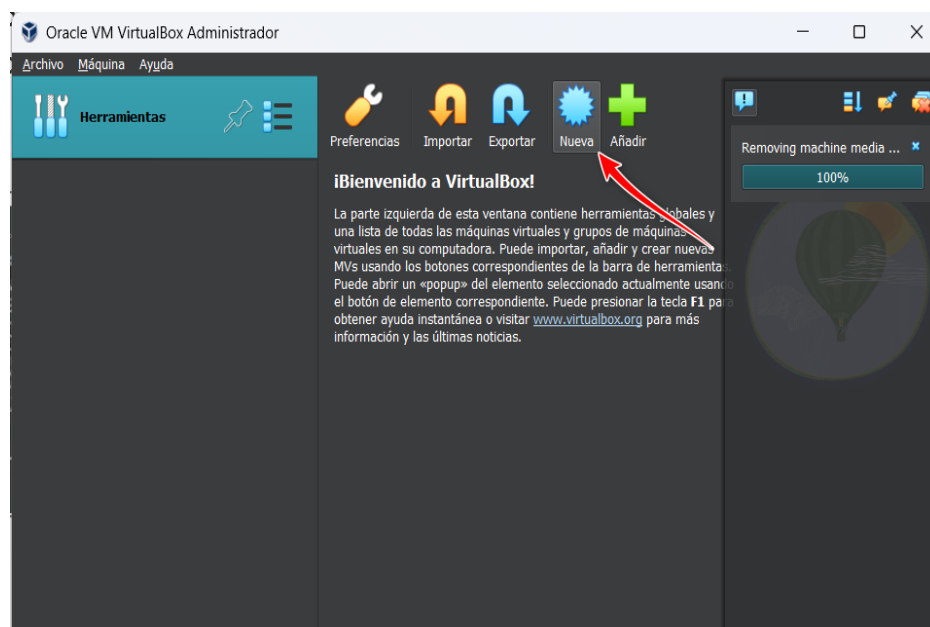 Oracle VM VirtualBox Administrador
Archivo Máquina Ayuda
Herramientas
Preferencias Importar Exportar Nueva Añadir
Removing machine media ...
100%
¡Bienvenido a VirtualBox!
La parte izquierda de esta ventana contiene herramientas globales y
una lista de todas las máquinas virtuales y grupos de máquinas
virtuales en su computadora. Puede importar, añadir y crear nuevas
MVs usando los botones correspondientes de la barra de herramientas.
Puede abrir un «popup» del elemento seleccionado actualmente usando
el botón de elemento correspondiente. Puede presionar la tecla F1 para
obtener ayuda instantánea o visitar www.virtualbox.org para más
información y las últimas noticias.